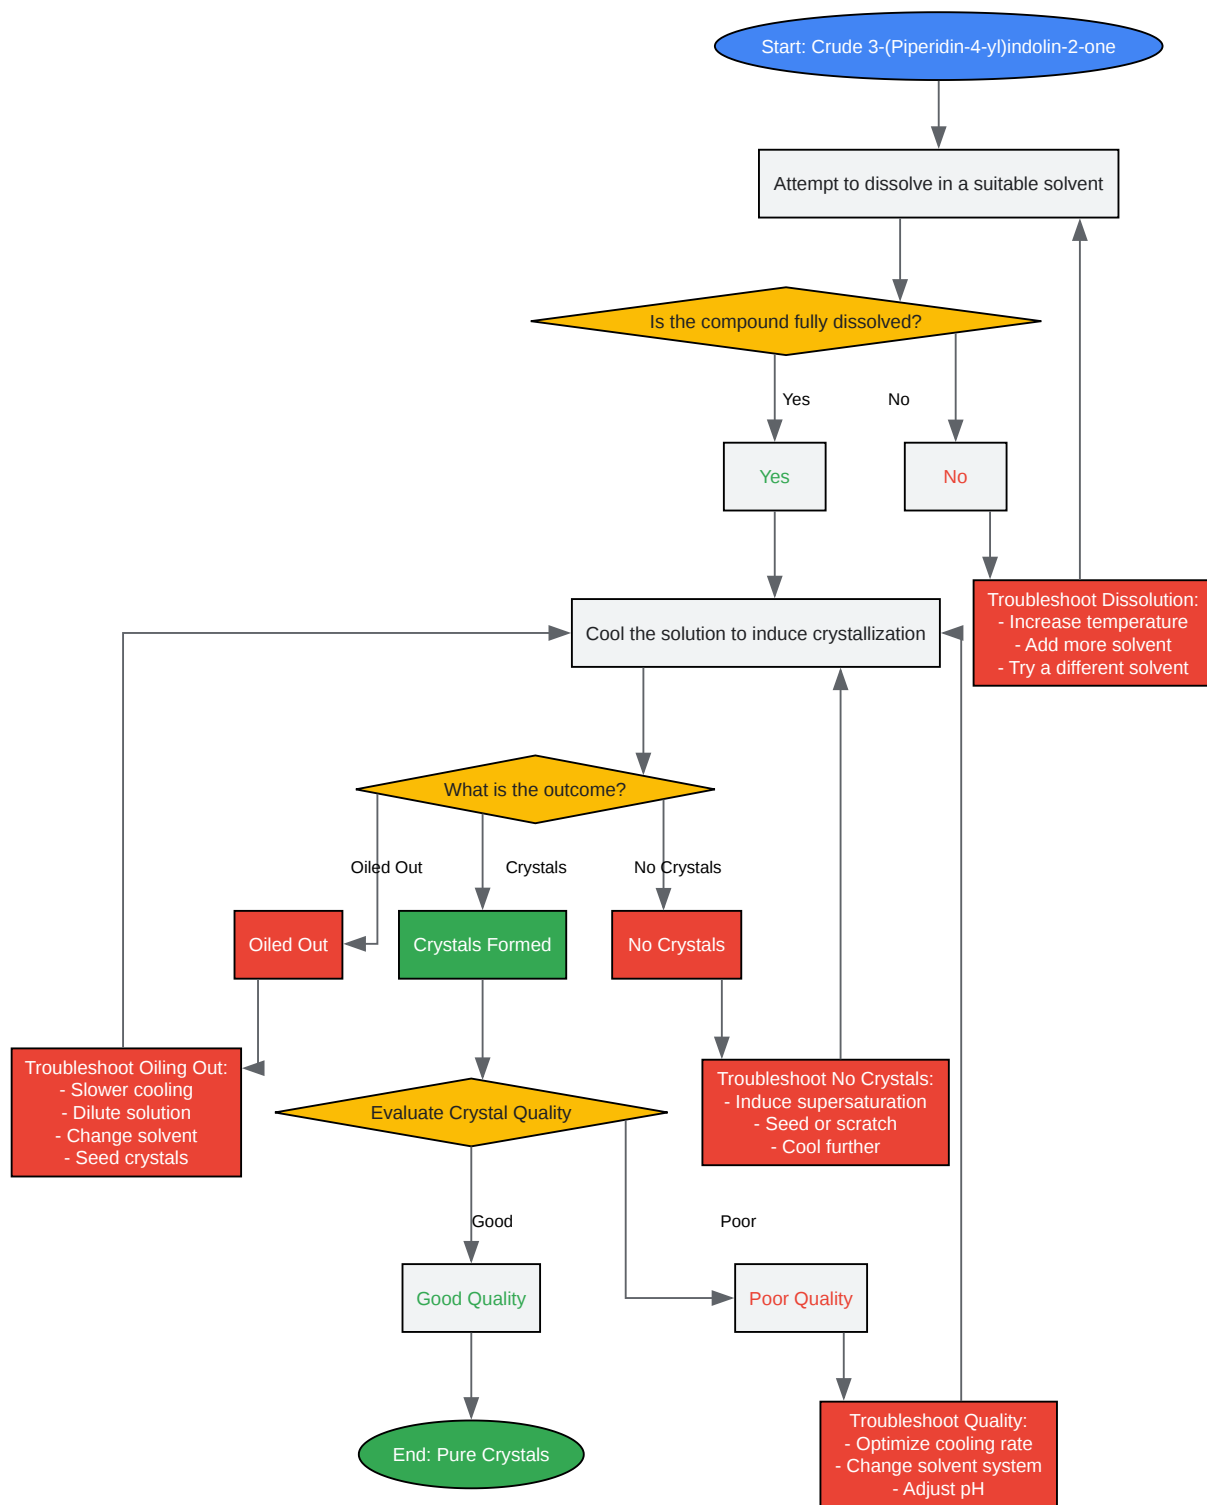 Start: Crude 3-(Piperidin-4-yl)indolin-2-one
Attempt to dissolve in a suitable solvent
Is the compound fully dissolved?
Yes
No
Yes
No
Troubleshoot Dissolution:
- Increase temperature
- Add more solvent
- Try a different solvent
Cool the solution to induce crystallization
What is the outcome?
Oiled Out
Crystals
No Crystals
Oiled Out
Crystals Formed
No Crystals
Troubleshoot Oiling Out:
- Slower cooling
- Dilute solution
- Change solvent
- Seed crystals
Evaluate Crystal Quality
Troubleshoot No Crystals:
- Induce supersaturation
- Seed or scratch
- Cool further
Good
Poor
Good Quality
Poor Quality
End: Pure Crystals
Troubleshoot Quality:
- Optimize cooling rate
- Change solvent system
- Adjust pH